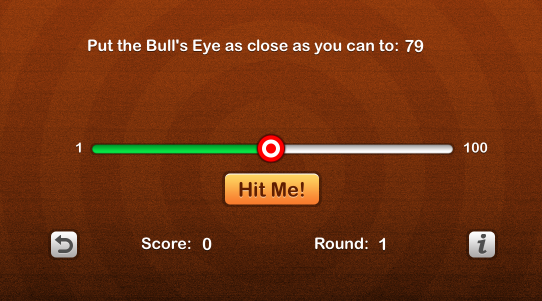 Put the Bull's Eye as close as you can to: 79
1 100
Hit Me!
Score: 0 Round: 1
i